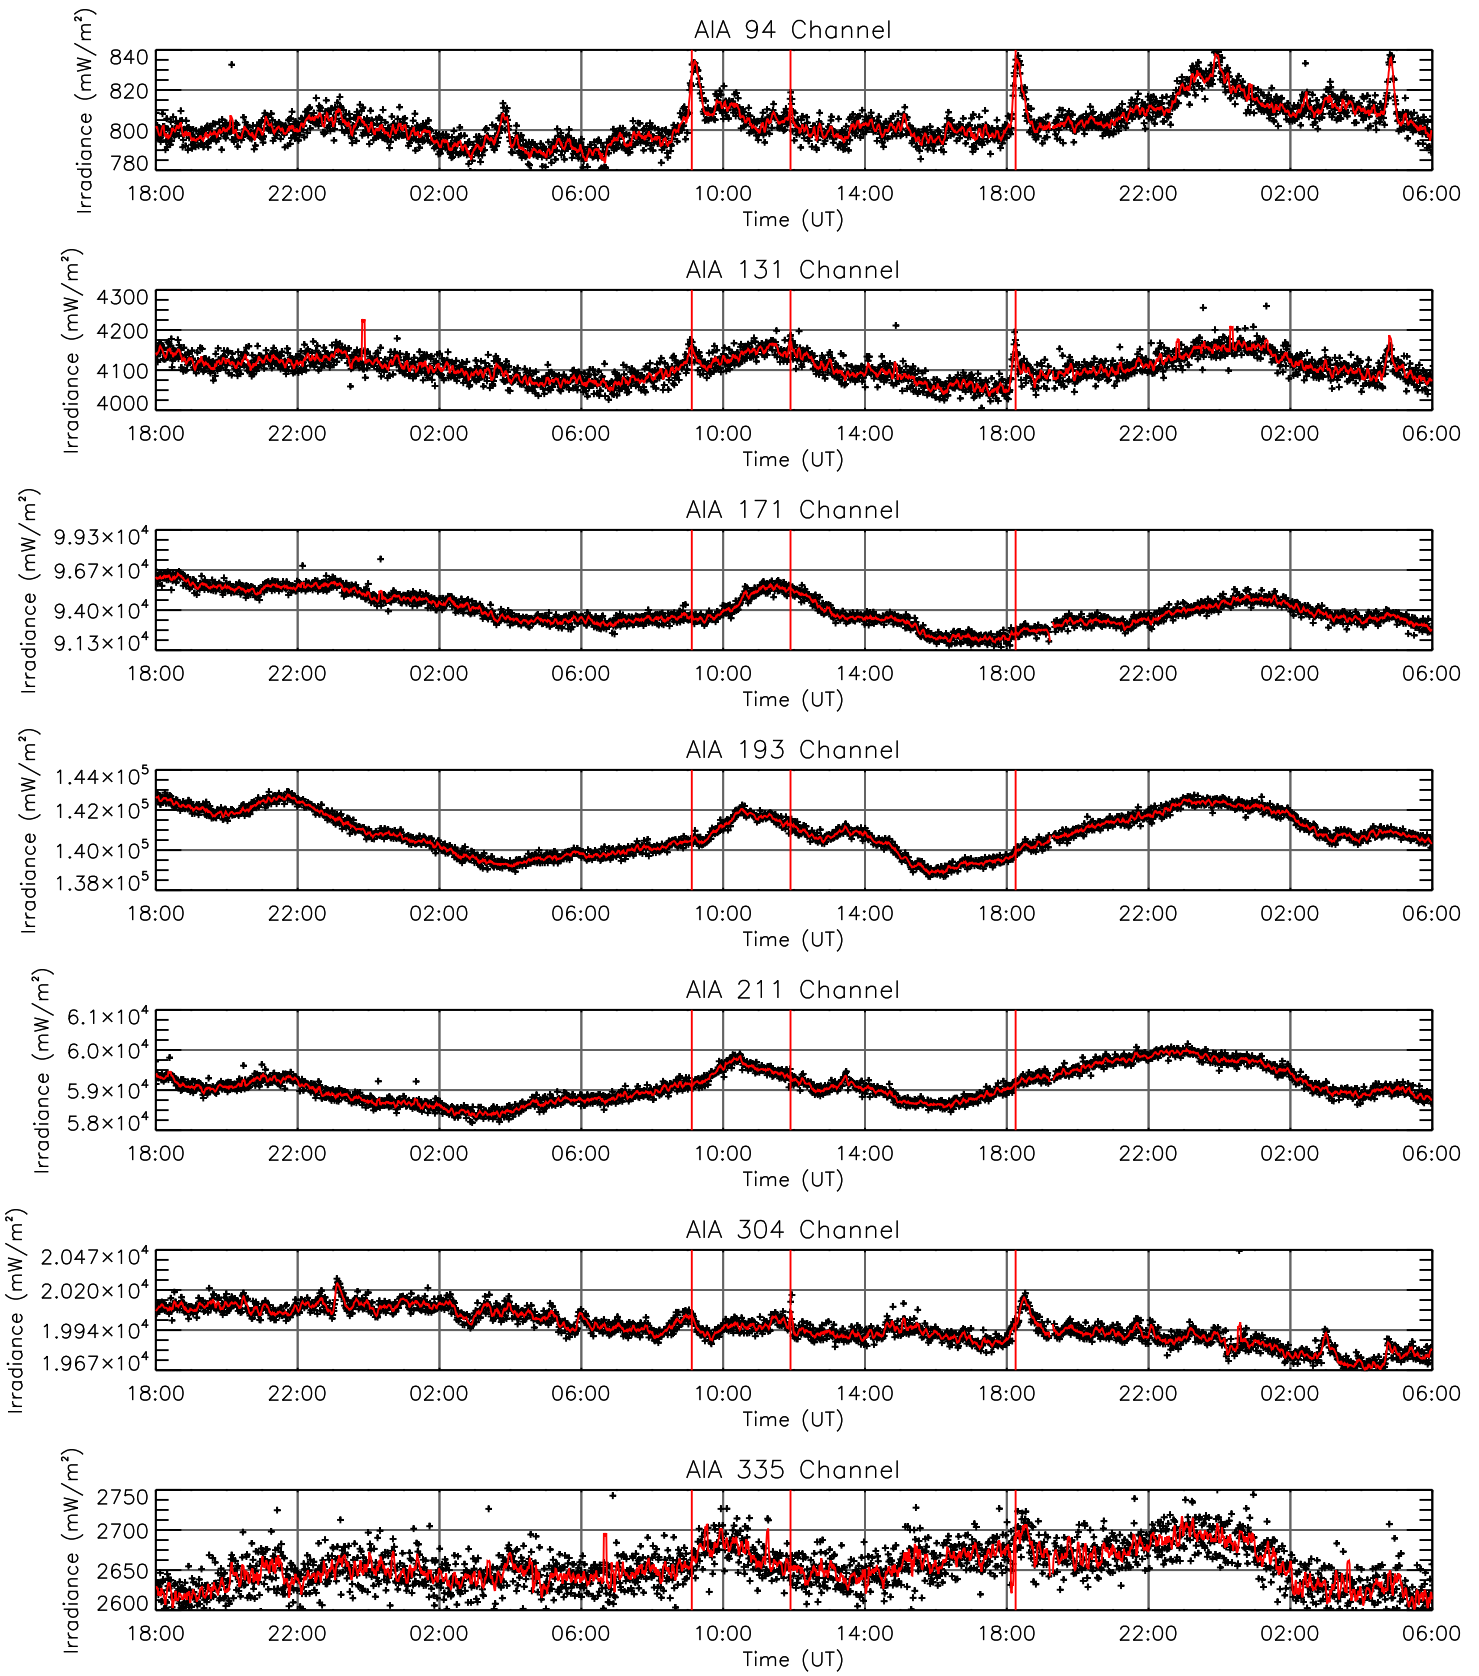 AIA 94 Channel
Irradiance (mW/m²)
840
820
800
780
18:00 22:00 02:00 06:00 10:00 14:00 18:00 22:00 02:00 06:00
Time (UT)
AIA 131 Channel
Irradiance (mW/m²)
4300
4200
4100
4000
18:00 22:00 02:00 06:00 10:00 14:00 18:00 22:00 02:00 06:00
Time (UT)
AIA 171 Channel
Irradiance (mW/m²)
9.93×10⁴
9.67×10⁴
9.40×10⁴
9.13×10⁴
18:00 22:00 02:00 06:00 10:00 14:00 18:00 22:00 02:00 06:00
Time (UT)
AIA 193 Channel
Irradiance (mW/m²)
1.44×10⁵
1.42×10⁵
1.40×10⁵
1.38×10⁵
18:00 22:00 02:00 06:00 10:00 14:00 18:00 22:00 02:00 06:00
Time (UT)
AIA 211 Channel
Irradiance (mW/m²)
6.1×10⁴
6.0×10⁴
5.9×10⁴
5.8×10⁴
18:00 22:00 02:00 06:00 10:00 14:00 18:00 22:00 02:00 06:00
Time (UT)
AIA 304 Channel
Irradiance (mW/m²)
2.047×10⁴
2.020×10⁴
1.994×10⁴
1.967×10⁴
18:00 22:00 02:00 06:00 10:00 14:00 18:00 22:00 02:00 06:00
Time (UT)
AIA 335 Channel
Irradiance (mW/m²)
2750
2700
2650
2600
18:00 22:00 02:00 06:00 10:00 14:00 18:00 22:00 02:00 06:00
Time (UT)